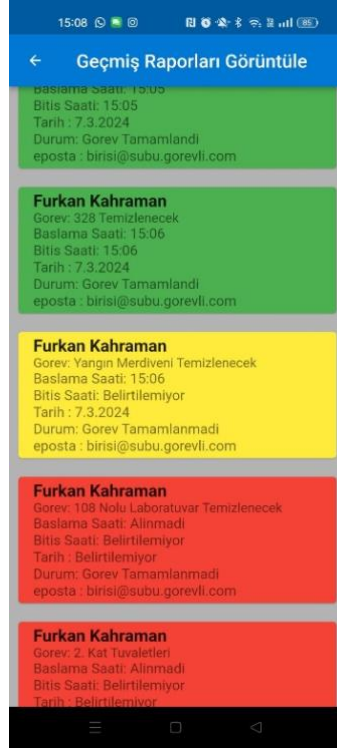 15:08
85
Geçmiş Raporları Görüntüle
Baslama Saati: 15:05
Bitis Saati: 15:05
Tarih : 7.3.2024
Durum: Gorev Tamamlandi
eposta : birisi@subu.gorevli.com
Furkan Kahraman
Gorev: 328 Temizlenecek
Baslama Saati: 15:06
Bitis Saati: 15:06
Tarih : 7.3.2024
Durum: Gorev Tamamlandi
eposta : birisi@subu.gorevli.com
Furkan Kahraman
Gorev: Yangın Merdiveni Temizlenecek
Baslama Saati: 15:06
Bitis Saati: Belirtilemiyor
Tarih : 7.3.2024
Durum: Gorev Tamamlanmadi
eposta : birisi@subu.gorevli.com
Furkan Kahraman
Gorev: 108 Nolu Laboratuvar Temizlenecek
Baslama Saati: Alinmadi
Bitis Saati: Belirtilemiyor
Tarih : Belirtilemiyor
Durum: Gorev Tamamlanmadi
eposta : birisi@subu.gorevli.com
Furkan Kahraman
Gorev: 2. Kat Tuvaletleri
Baslama Saati: Alinmadi
Bitis Saati: Belirtilemiyor
Tarih : Belirtilemiyor